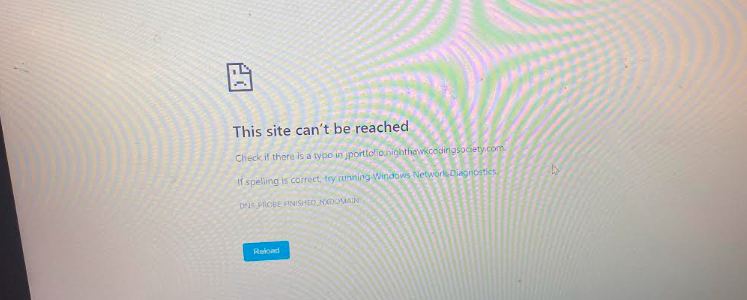 This site can't be reached
Check if there is a typo in jportfolio.nighthawkcodingsociety.com.
If spelling is correct, try running Windows Network Diagnostics.
DNS_PROBE_FINISHED_NXDOMAIN
Reload